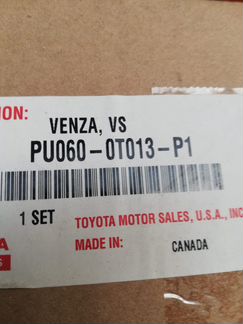 ION:
VENZA, VS
PU060-0T013-P1
1 SET
TOYOTA MOTOR SALES, U.S.A., INC
MADE IN:
CANADA